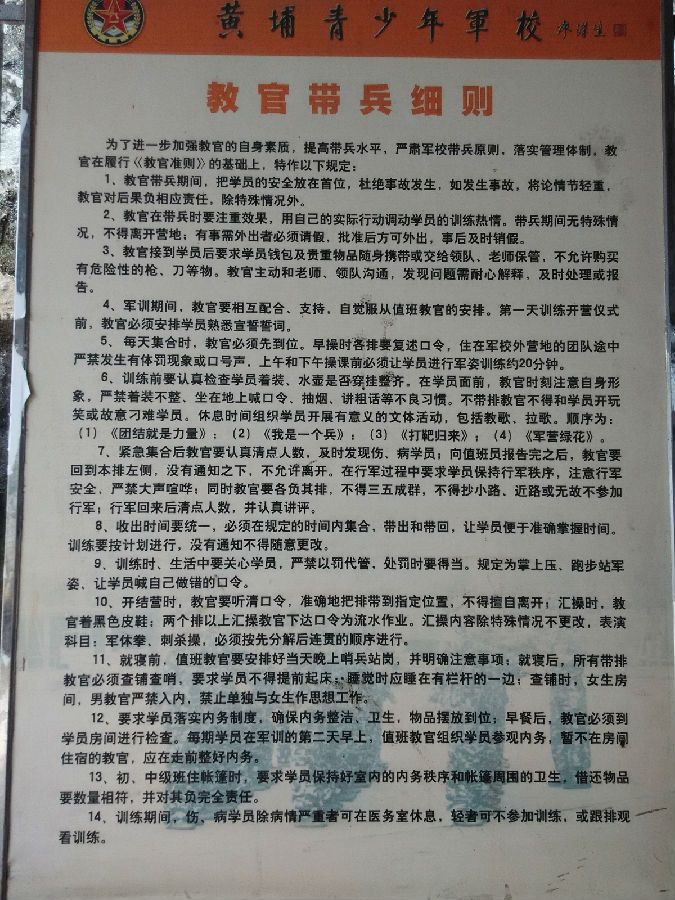 黄埔青少年軍校
教官带兵细则
为了进一步加强教官的自身素质，提高带兵水平，严肃军校带兵原则，落实管理体制。教
官在履行《教官准则》的基础上，特作以下规定：
1、教官带兵期间，把学员的安全放在首位，杜绝事故发生，如发生事故，将论情节轻重，
教官对后果负相应责任，除特殊情况外。
2、教官在带兵时要注重效果，用自己的实际行动调动学员的训练热情。带兵期间无特殊情
况，不得离开营地；有事需外出者必须请假，批准后方可外出，事后及时销假。
3、教官接到学员后要求学员钱包及贵重物品随身携带或交给领队、老师保管，不允许购买
有危险性的枪、刀等物。教官主动和老师、领队沟通，发现问题需耐心解释，及时处理或报
告。
4、军训期间，教官要相互配合、支持，自觉服从值班教官的安排。第一天训练开营仪式
前，教官必须安排学员熟悉宣誓誓词。
5、每天集合时，教官必须先到位。早操时各排要复述口令，住在军校外营地的团队途中
严禁发生有体罚现象或口号声，上午和下午操课前必须让学员进行军姿训练约20分钟。
6、训练前要认真检查学员着装、水壶是否穿挂整齐。在学员面前，教官时刻注意自身形
象，严禁着装不整、坐在地上喊口令、抽烟、讲粗话等不良习惯。不带排教官不得和学员开玩
笑或故意刁难学员。休息时间组织学员开展有意义的文体活动，包括教歌、拉歌。顺序为：
（1）《团结就是力量》；（2）《我是一个兵》；（3）《打靶归来》；（4）《军营绿花》。
7、紧急集合后教官要认真清点人数，及时发现伤、病学员；向值班员报告完之后，教官要
回到本排左侧，没有通知之下，不允许离开。在行军过程中要求学员保持行军秩序，注意行军
安全，严禁大声喧哗；同时教官要各负其排，不得三五成群，不得抄小路、近路或无故不参加
行军；行军回来后清点人数，并认真讲评。
8、收出时间要统一，必须在规定的时间内集合、带出和带回，让学员便于准确掌握时间。
训练要按计划进行，没有通知不得随意更改。
9、训练时、生活中要关心学员，严禁以罚代管，处罚时要得当。规定为掌上压、跑步站军
姿、让学员喊自己做错的口令。
10、开结营时，教官要听清口令，准确地把排带到指定位置，不得擅自离开；汇操时，教
官着黑色皮鞋；两个排以上汇操教官下达口令为流水作业。汇操内容除特殊情况不更改，表演
科目：军体拳、刺杀操，必须按先分解后连贯的顺序进行。
11、就寝前，值班教官要安排好当天晚上哨兵站岗，并明确注意事项；就寝后，所有带排
教官必须查铺查哨，要求学员不得提前起床；睡觉时应睡在有栏杆的一边；查铺时，女生房
间，男教官严禁入内，禁止单独与女生作思想工作。
12、要求学员落实内务制度，确保内务整洁、卫生，物品摆放到位；早餐后，教官必须到
学员房间进行检查。每期学员在军训的第二天早上，值班教官组织学员参观内务，暂不在房间
住宿的教官，应在走前整好内务。
13、初、中级班住帐篷时，要求学员保持好室内的内务秩序和帐篷周围的卫生，借还物品
要数量相符，并对其负完全责任。
14、训练期间，伤、病学员除病情严重者可在医务室休息，轻者可不参加训练，或跟排观
看训练。